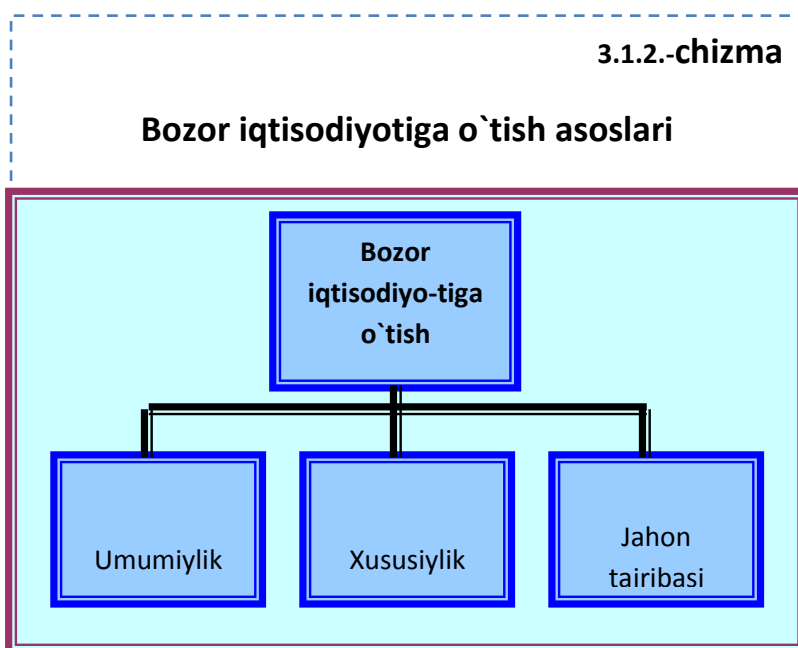 3.1.2.-chizma
Bozor iqtisodiyotiga o`tish asoslari
Bozor
iqtisodiyo-tiga
o`tish
Umumiylik
Xususiylik
Jahon
tairibasi